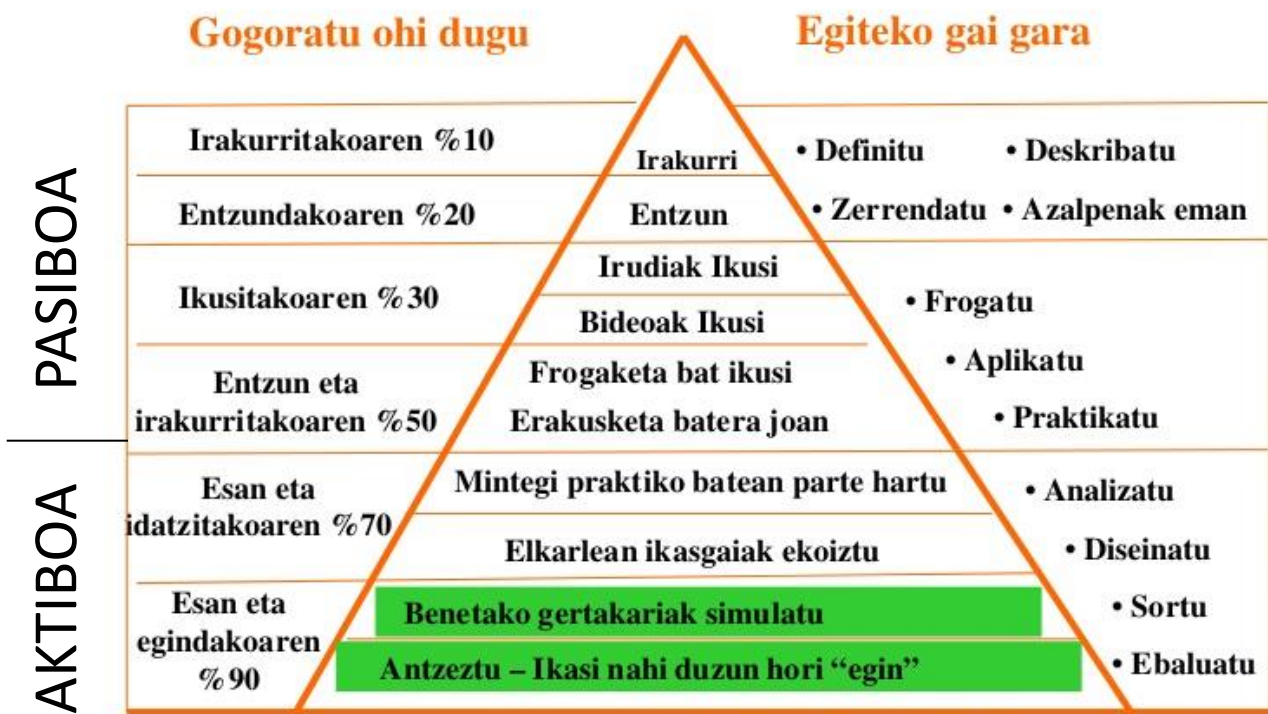 Gogoratu ohi dugu
Egiteko gai gara
PASIBOA
Irakurritakoaren %10
Irakurri
• Definitu
• Deskribatu
Entzundakoaren %20
Entzun
• Zerrendatu
• Azalpenak eman
Ikusitakoaren %30
Irudiak Ikusi
Bideoak Ikusi
• Frogatu
• Aplikatu
• Praktikatu
Entzun eta
irakurritakoaren %50
Frogaketa bat ikusi
Erakusketa batera joan
AKTIBOA
Esan eta
idatzitakoaren %70
Mintegi praktiko batean parte hartu
Elkarlean ikasgaiak ekoiztu
• Analizatu
• Diseinatu
• Sortu
• Ebaluatu
Esan eta
egindakoaren
%90
Benetako gertakariak simulatu
Antzeztu – Ikasi nahi duzun hori “egin”